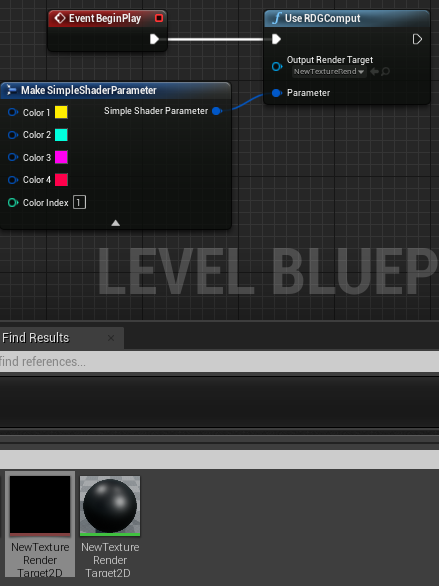 Event BeginPlay
Use RDGComput
Output Render Target
NewTextureRend
Parameter
Make SimpleShaderParameter
Color 1
Simple Shader Parameter
Color 2
Color 3
Color 4
Color Index 1
LEVEL BLUEP
Find Results
find references...
NewTexture
Render
Target2D
NewTexture
Render
Target2D